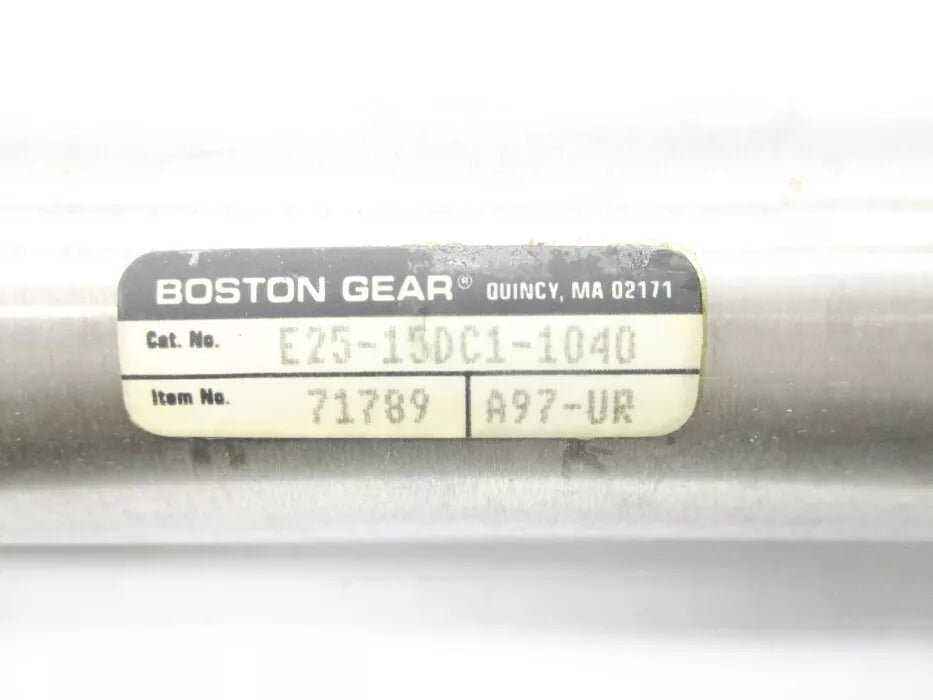 BOSTON GEAR® QUINCY, MA 02171
Cat. No. E25-15DC1-1040
Item No. 71789 A97-UR